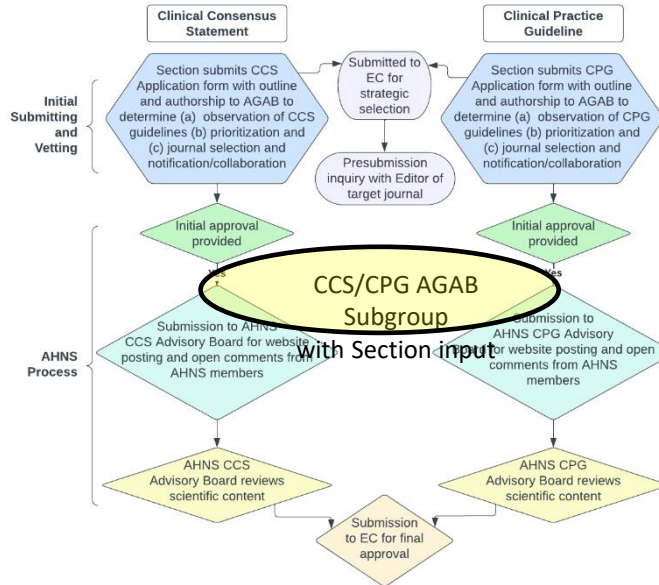 Clinical Consensus
Statement
Clinical Practice
Guideline
Initial
Submitting
and
Vetting
Section submits CCS
Application form with outline
and authorship to AGAB to
determine (a) observation of CCS
guidelines (b) prioritization and
(c) journal selection and
notification/collaboration
Submitted to
EC for
strategic
selection
Section submits CPG
Application form with outline
and authorship to AGAB to
determine (a) observation of CPG
guidelines (b) prioritization and
(c) journal selection and
notification/collaboration
Presubmission
inquiry with Editor of
target journal
Initial approval
provided
Initial approval
provided
Yes
Yes
CCS/CPG AGAB
Subgroup
with Section input
AHNS
Process
Submission to AHNS
CCS Advisory Board for website
posting and open comments from
AHNS members
Submission to
AHNS CPG Advisory
Board for website posting and open
comments from AHNS
members
AHNS CCS
Advisory Board reviews
scientific content
AHNS CPG
Advisory Board reviews
scientific content
Submission
to EC for final
approval